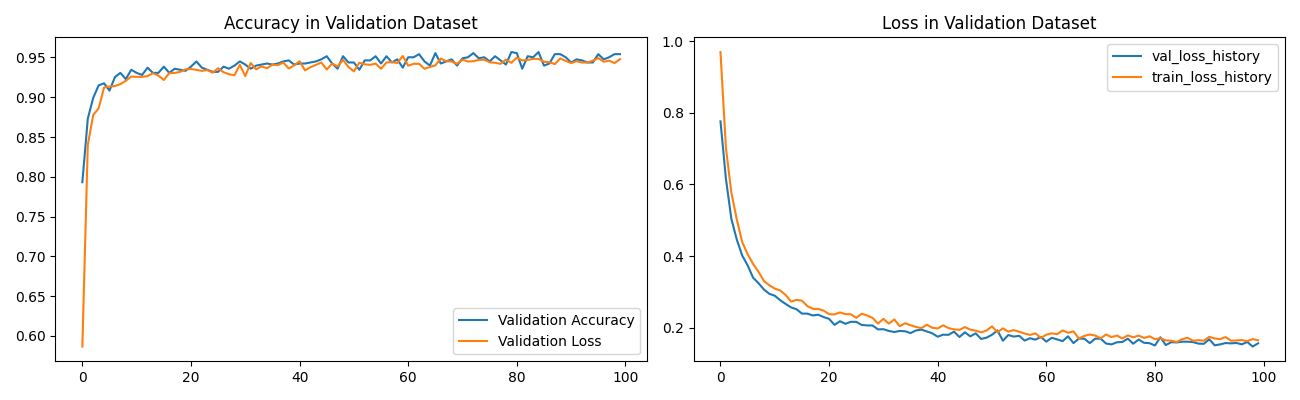 Accuracy in Validation Dataset
0.95
0.90
0.85
0.80
0.75
0.70
0.65
0.60
Validation Accuracy
Validation Loss
0 20 40 60 80 100
Loss in Validation Dataset
1.0
0.8
0.6
0.4
0.2
val_loss_history
train_loss_history
0 20 40 60 80 100